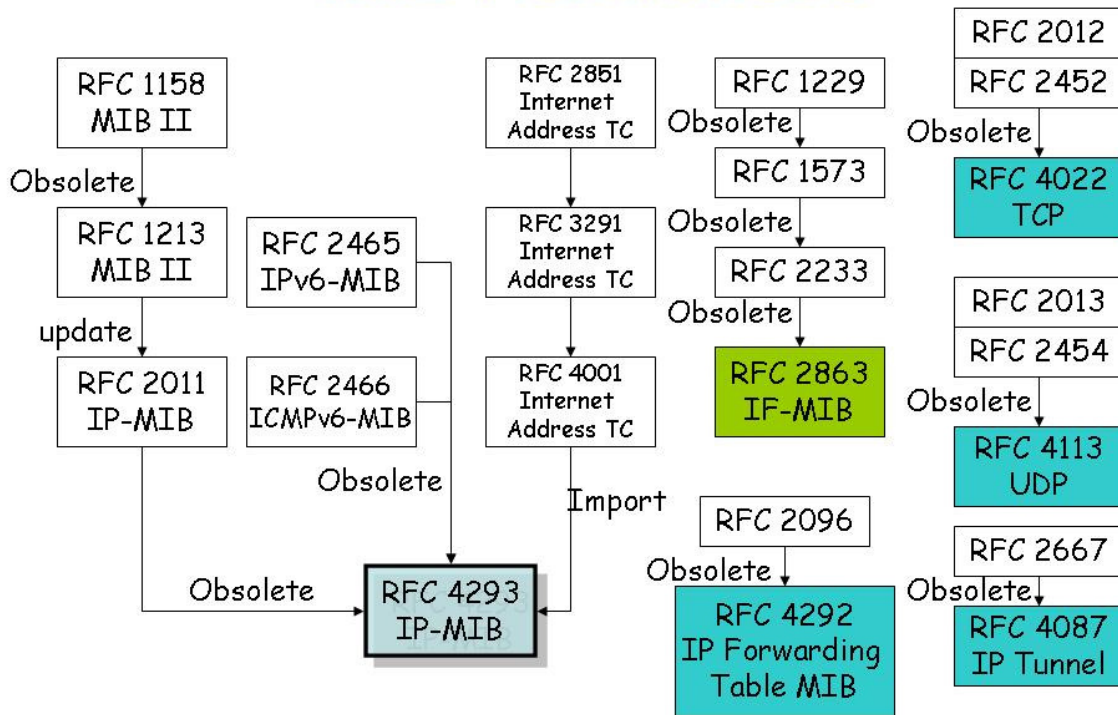 RFC 1158
MIB II
Obsolete
RFC 1213
MIB II
update
RFC 2011
IP-MIB
Obsolete
RFC 2465
IPv6-MIB
RFC 2466
ICMPv6-MIB
Obsolete
RFC 2851
Internet
Address TC
RFC 3291
Internet
Address TC
RFC 4001
Internet
Address TC
Import
RFC 4293
IP-MIB
RFC 1229
Obsolete
RFC 1573
Obsolete
RFC 2233
Obsolete
RFC 2863
IF-MIB
RFC 2096
Obsolete
RFC 4292
IP Forwarding
Table MIB
RFC 2012
RFC 2452
Obsolete
RFC 4022
TCP
RFC 2013
RFC 2454
Obsolete
RFC 4113
UDP
RFC 2667
Obsolete
RFC 4087
IP Tunnel